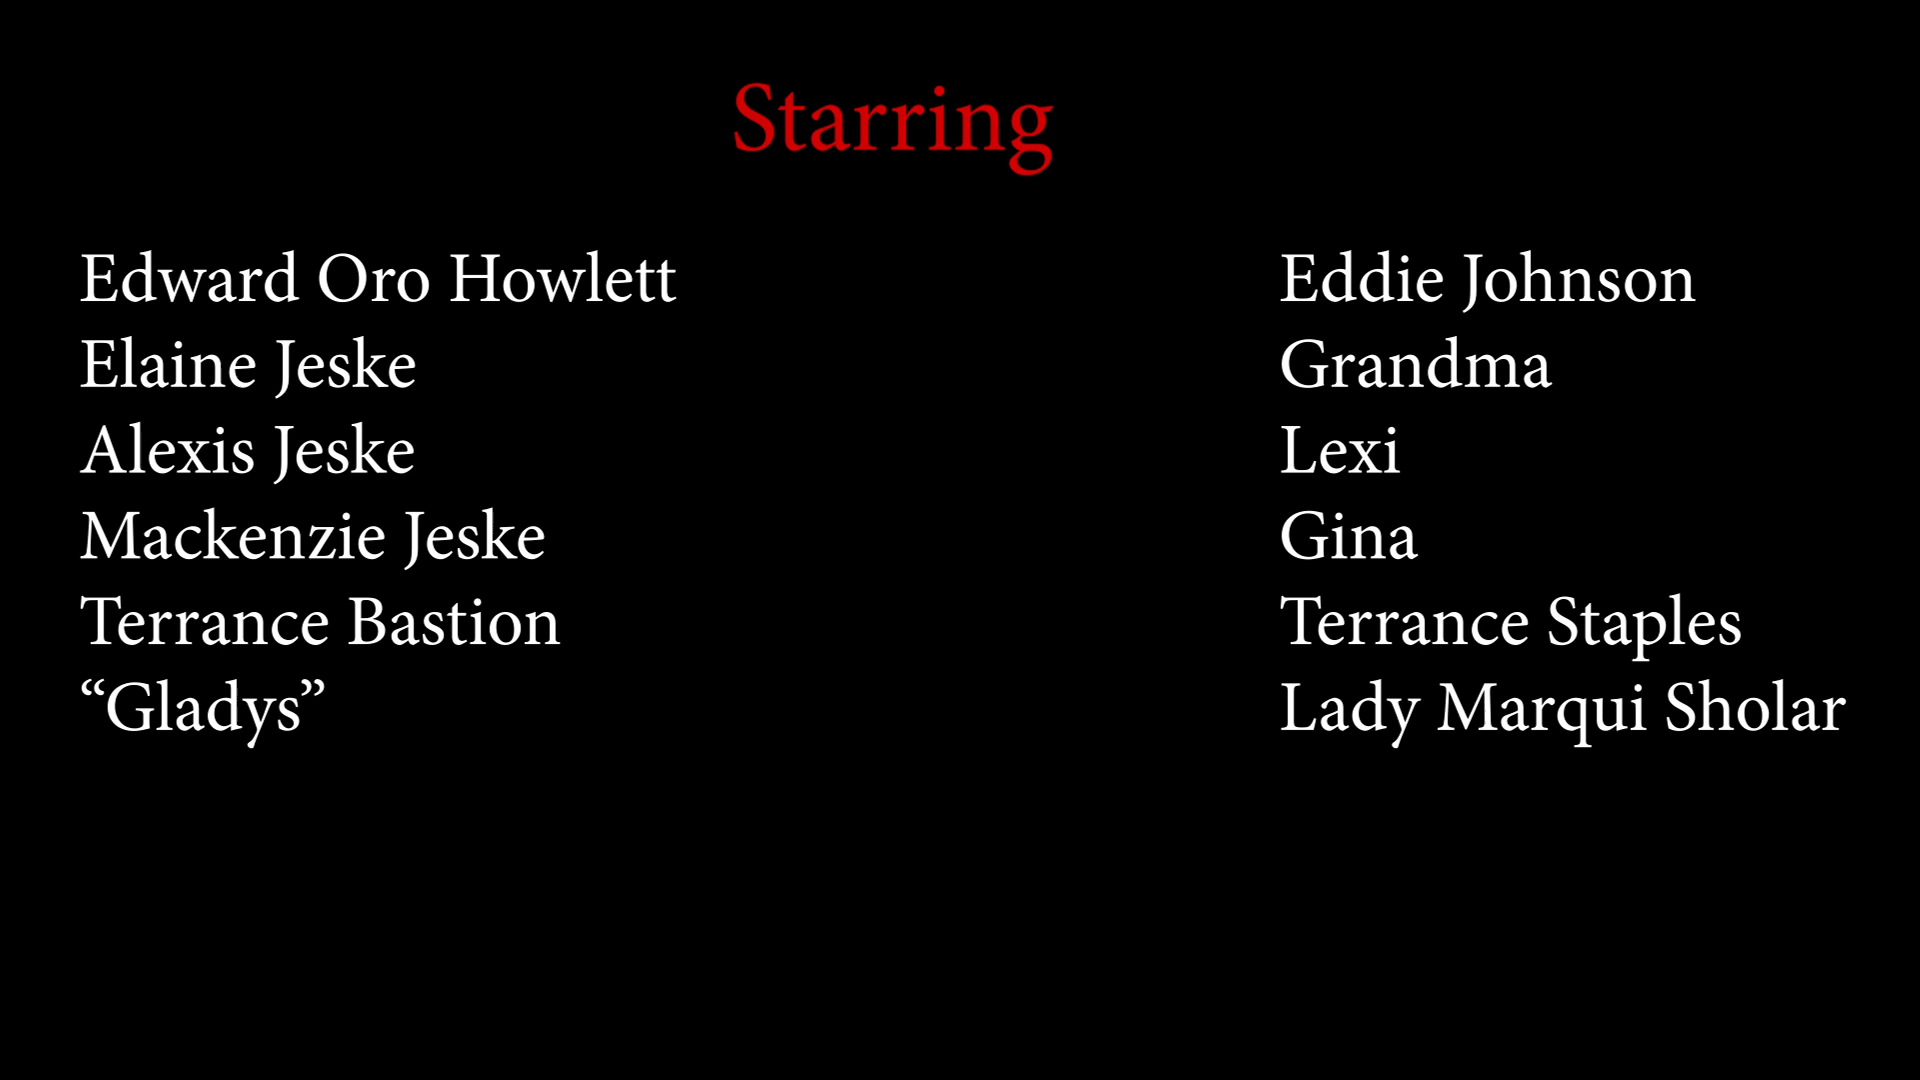 Starring
Edward Oro Howlett Eddie Johnson
Elaine Jeske Grandma
Alexis Jeske Lexi
Mackenzie Jeske Gina
Terrance Bastion Terrance Staples
“Gladys” Lady Marqui Sholar